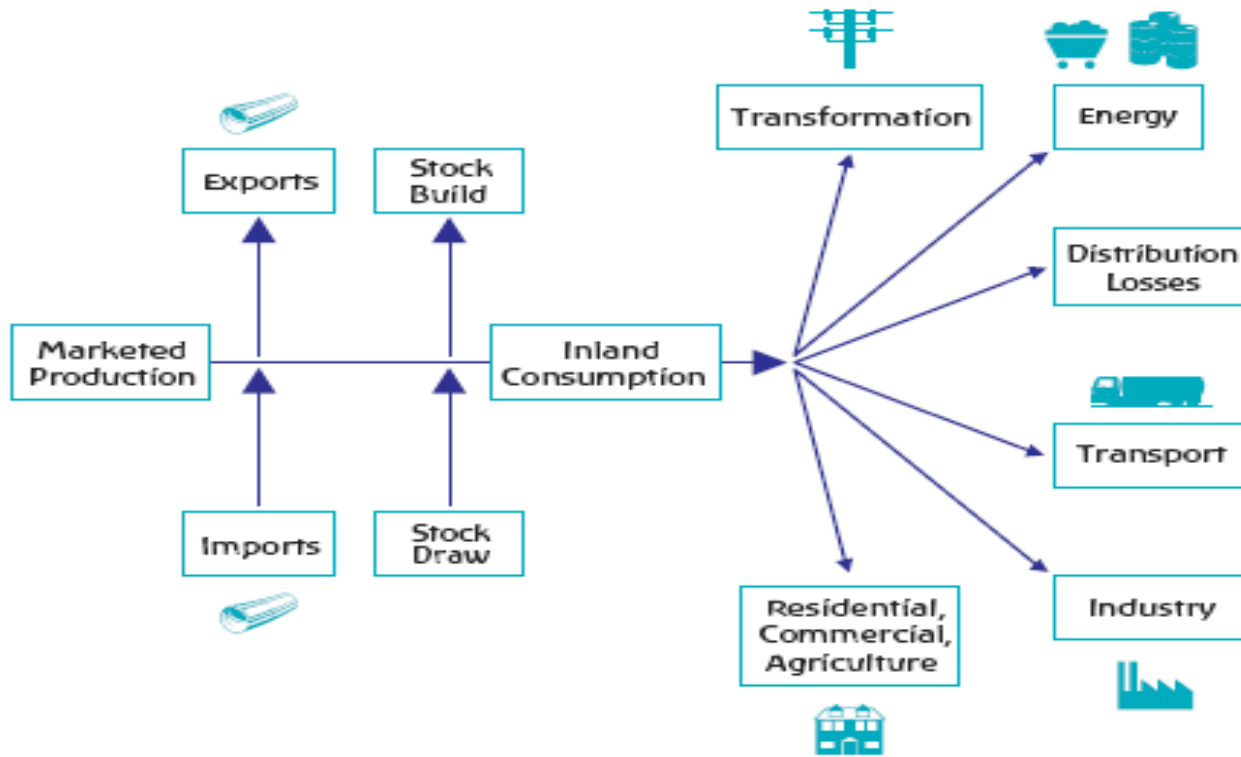 Transformation
Energy
Exports
Stock
Build
Distribution
Losses
Marketed
Production
Inland
Consumption
Transport
Imports
Stock
Draw
Residential,
Commercial,
Agriculture
Industry